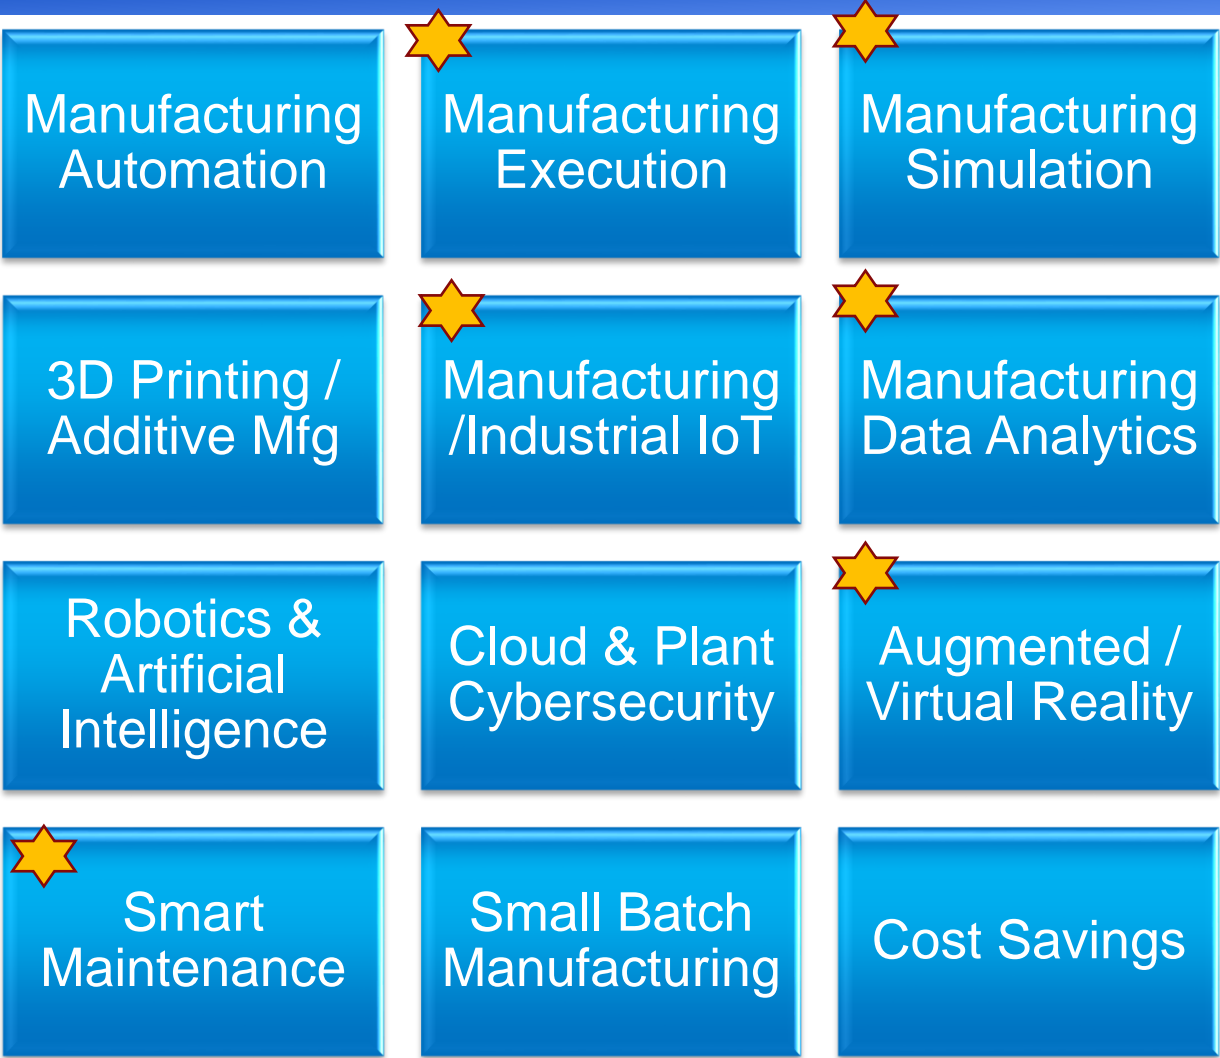 Manufacturing
Automation
Manufacturing
Execution
Manufacturing
Simulation
3D Printing /
Additive Mfg
Manufacturing
/Industrial IoT
Manufacturing
Data Analytics
Robotics &
Artificial
Intelligence
Cloud & Plant
Cybersecurity
Augmented /
Virtual Reality
Smart
Maintenance
Small Batch
Manufacturing
Cost Savings